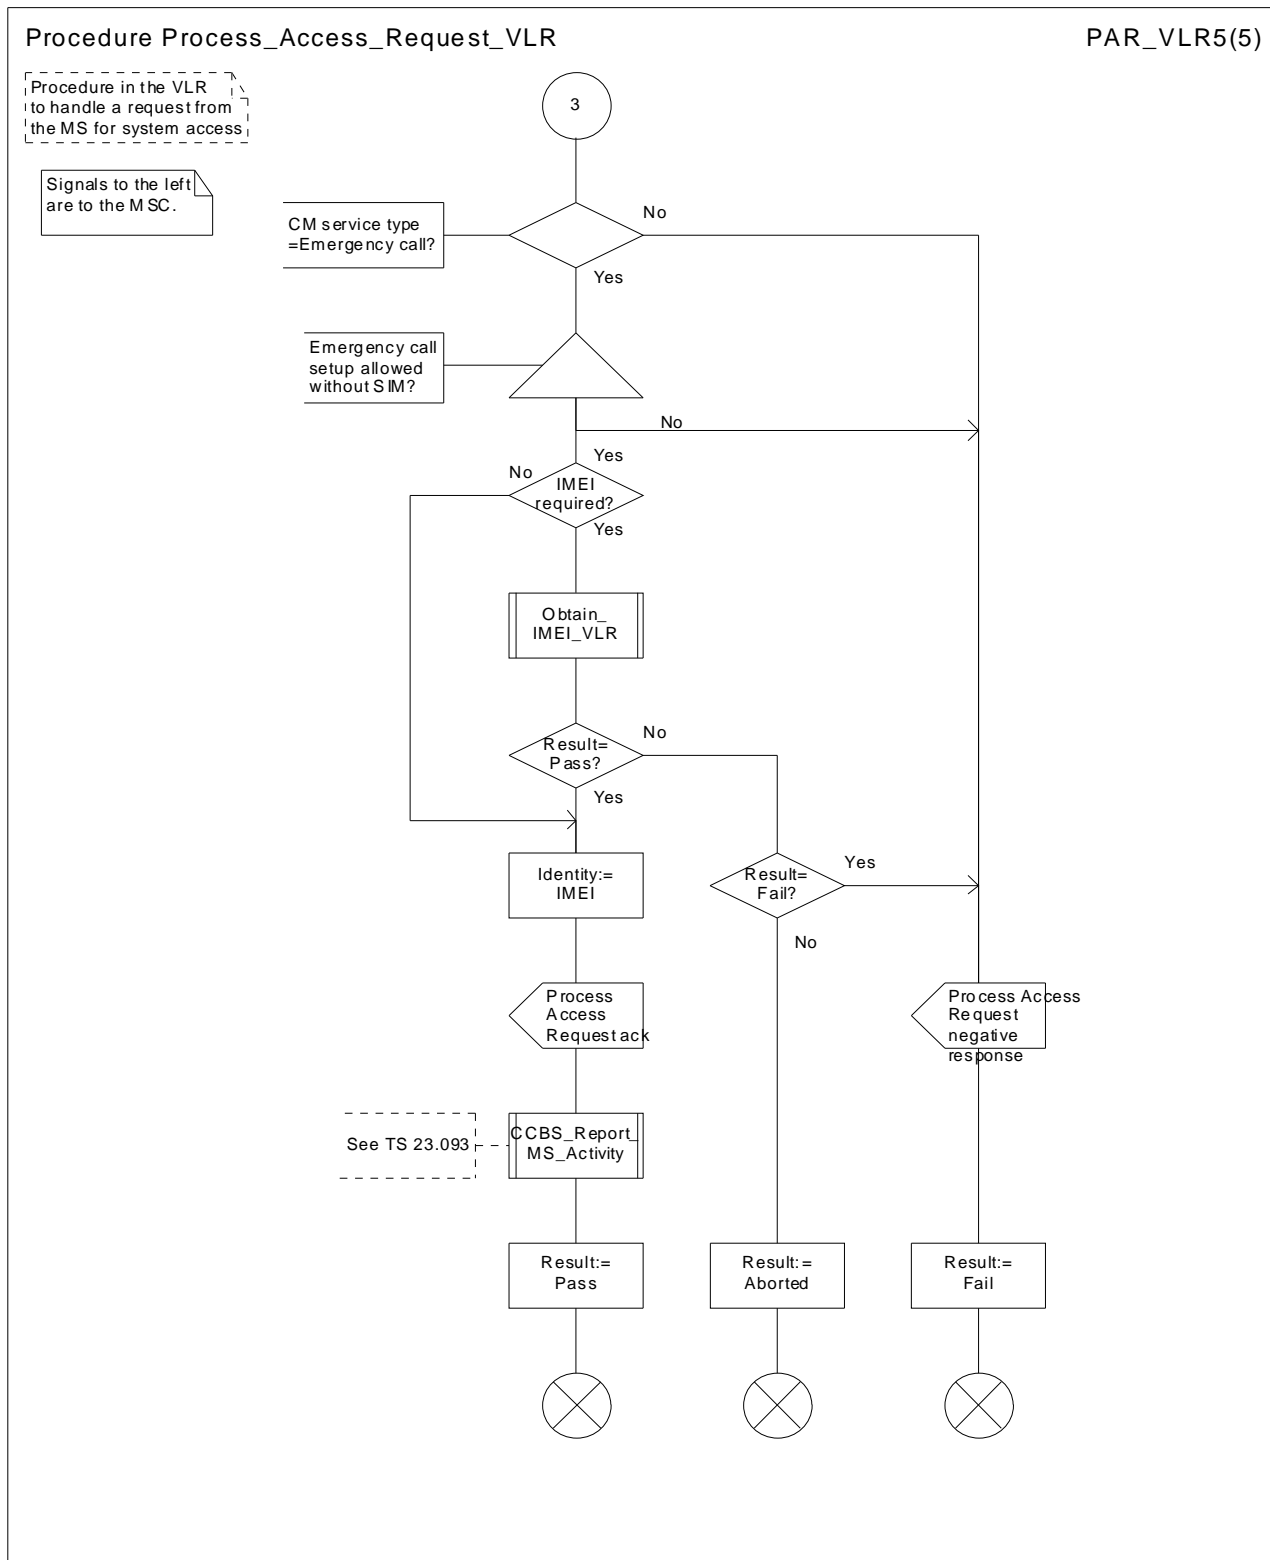 Procedure Process_Access_Request_VLR
PAR_VLR5(5)
Procedure in the VLR
to handle a request from
the MS for system access
3
Signals to the left
are to the MSC.
CM service type
=Emergency call?
No
Yes
Emergency call
setup allowed
without SIM?
No
Yes
No
IMEI
required?
Yes
Obtain_
IMEI_VLR
No
Result=
Pass?
Yes
Identity:=
IMEI
Result=
Fail?
Yes
No
Process
Access
Request ack
Process Access
Request
negative
response
See TS 23.093
CCBS_Report_
MS_Activity
Result:=
Pass
Result:=
Aborted
Result:=
Fail